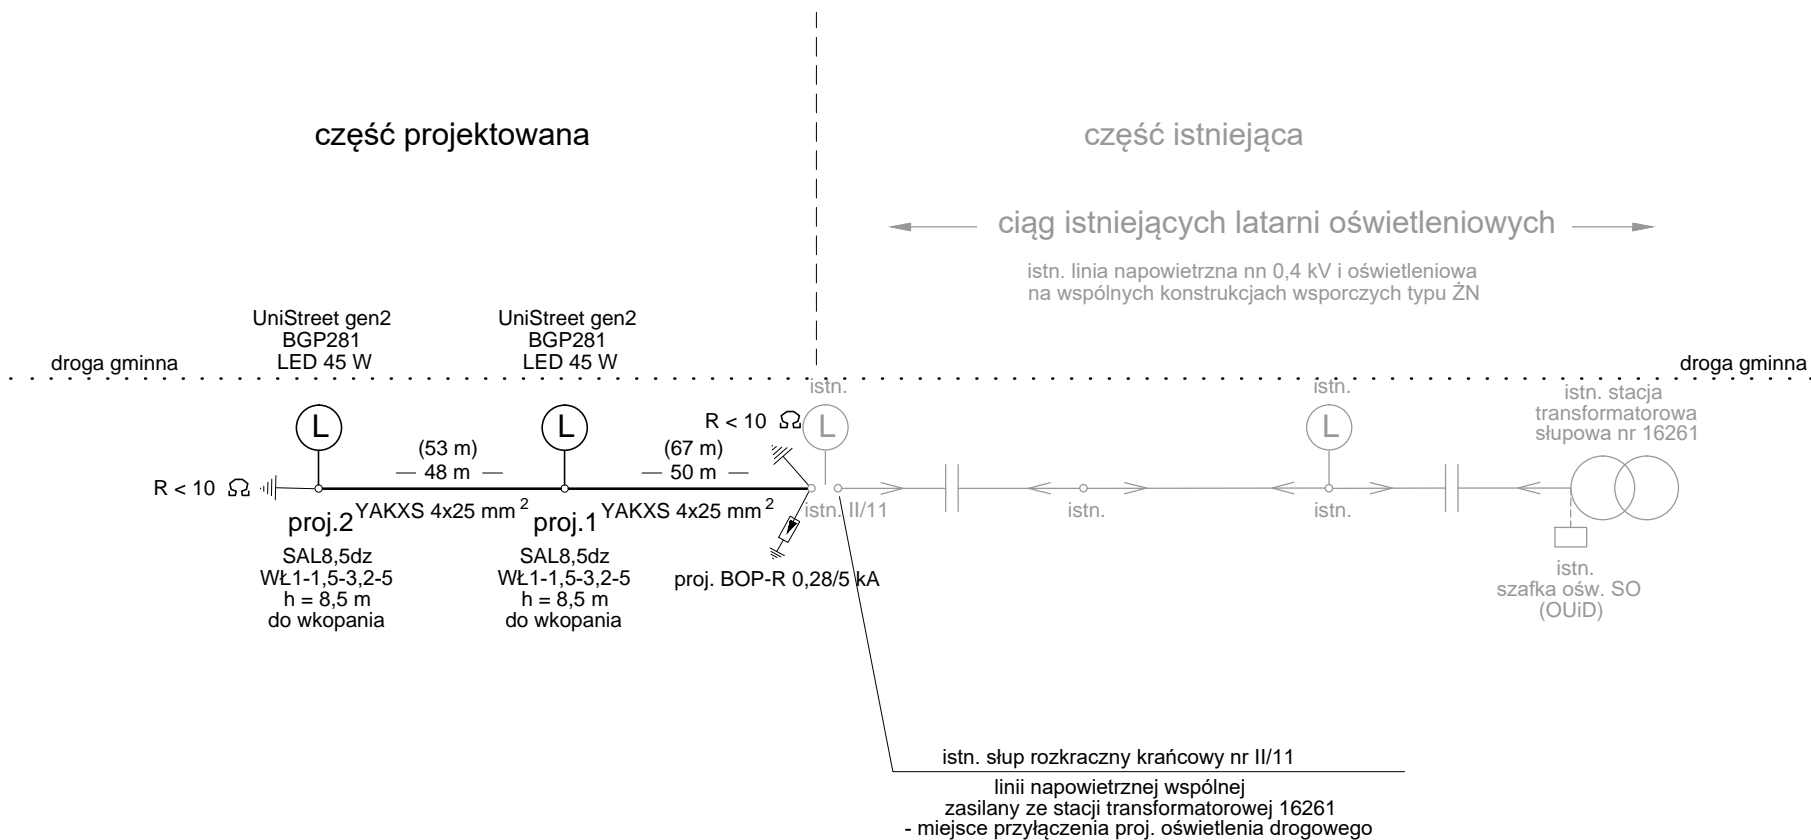 część projektowana
część istniejąca
ciąg istniejących latarni oświetleniowych
istn. linia napowietrzna nn 0,4 kV i oświetleniowa
na wspólnych konstrukcjach wsporczych typu ŻN
UniStreet gen2
BGP281
LED 45 W
UniStreet gen2
BGP281
LED 45 W
droga gminna
droga gminna
istn.
istn.
istn. stacja
transformatorowa
słupowa nr 16261
L
L
L
L
R < 10 Ω
(53 m)
48 m
(67 m)
50 m
R < 10 Ω
YAKXS 4x25 mm²
YAKXS 4x25 mm²
istn. II/11
istn.
istn.
proj.2
SAL8,5dz
WŁ1-1,5-3,2-5
h = 8,5 m
do wkopania
proj.1
SAL8,5dz
WŁ1-1,5-3,2-5
h = 8,5 m
do wkopania
proj. BOP-R 0,28/5 kA
istn.
szafka ośw. SO
(OUiD)
istn. słup rozkraczny krańcowy nr II/11
linii napowietrznej wspólnej
zasilany ze stacji transformatorowej 16261
- miejsce przyłączenia proj. oświetlenia drogowego